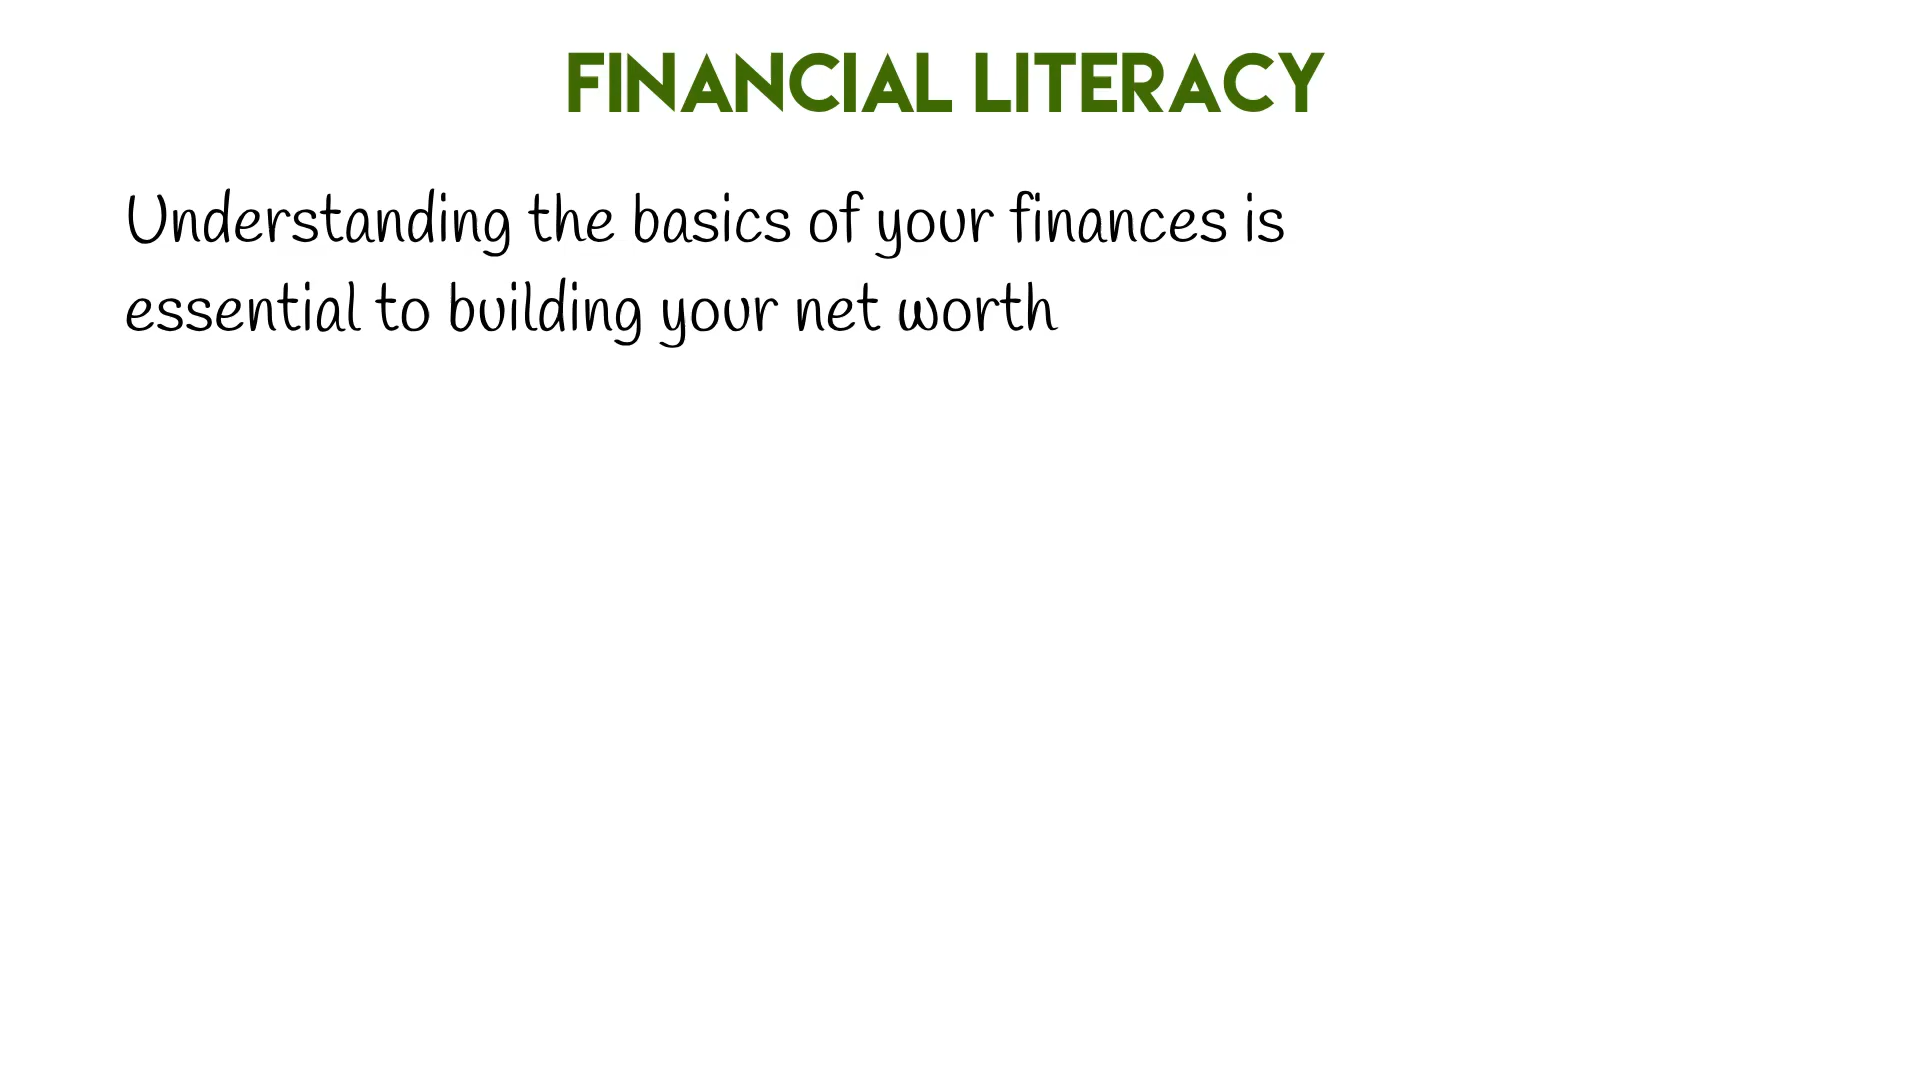 FINANCIAL LITERACY
Understanding the basics of your finances is
essential to building your net worth